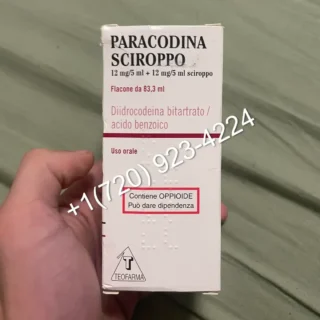 PARACODINA
SCIROPPO
12 mg/5 ml + 12 mg/5 ml sciroppo
Flacone da 83,3 ml
Diidrocodeina bitartrato /
acido benzoico
Uso orale
+1(720) 923-4224
Contiene OPPIOIDE
Può dare dipendenza
T
TEOFARMA